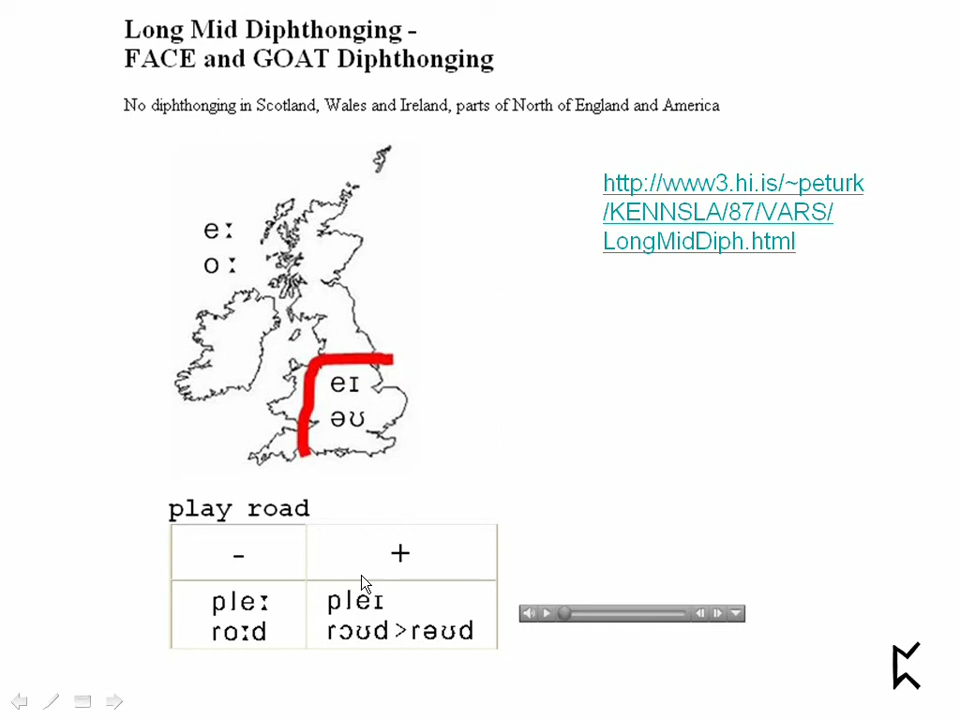 Long Mid Diphthonging -
FACE and GOAT Diphthonging
No diphthonging in Scotland, Wales and Ireland, parts of North of England and America
http://www3.hi.is/~peturk
/KENNSLA/87/VARS/
LongMidDiph.html
eː
oː
eɪ
əʊ
play road
- +
pleː pleɪ
roːd rɔʊd>rəʊd